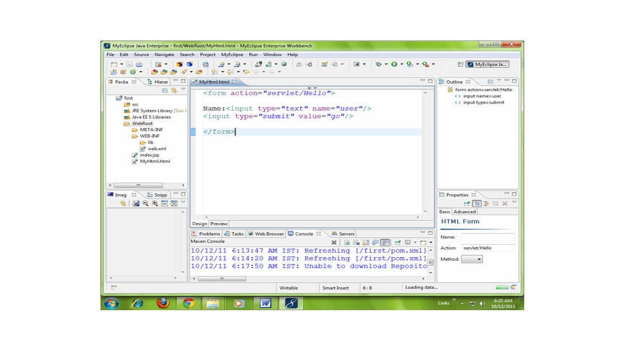 MyEclipse Java Enterprise - first/WebRoot/MyHtml.html - MyEclipse Enterprise Workbench
File Edit Source Navigate Search Project MyEclipse Run Window Help
MyEclipse Ja...
Packa
Hierar
MyHtml.html
Outline
first
src
JRE System Library
Java EE 5 Libraries
WebRoot
META-INF
WEB-INF
lib
web.xml
index.jsp
MyHtml.html
<form action="servlet/Hello">
Name:<input type="text" name="user"/>
<input type="submit" value="go"/>
</form>
form action=servlet/Hello
input name=user
input type=submit
Imag
Snipp
Design Preview
Problems Tasks Web Browser Console Servers
Maven Console
10/12/11 6:13:47 AM IST: Refreshing [/first/pom.xml]
10/12/11 6:14:20 AM IST: Refreshing [/first/pom.xml]
10/12/11 6:17:50 AM IST: Unable to download Reposito
Properties
Basic Advanced
HTML Form
Name:
Action: servlet/Hello
Method:
Writable
Smart Insert
6 : 8
Loading data...
Links
6:20 AM
10/12/2011